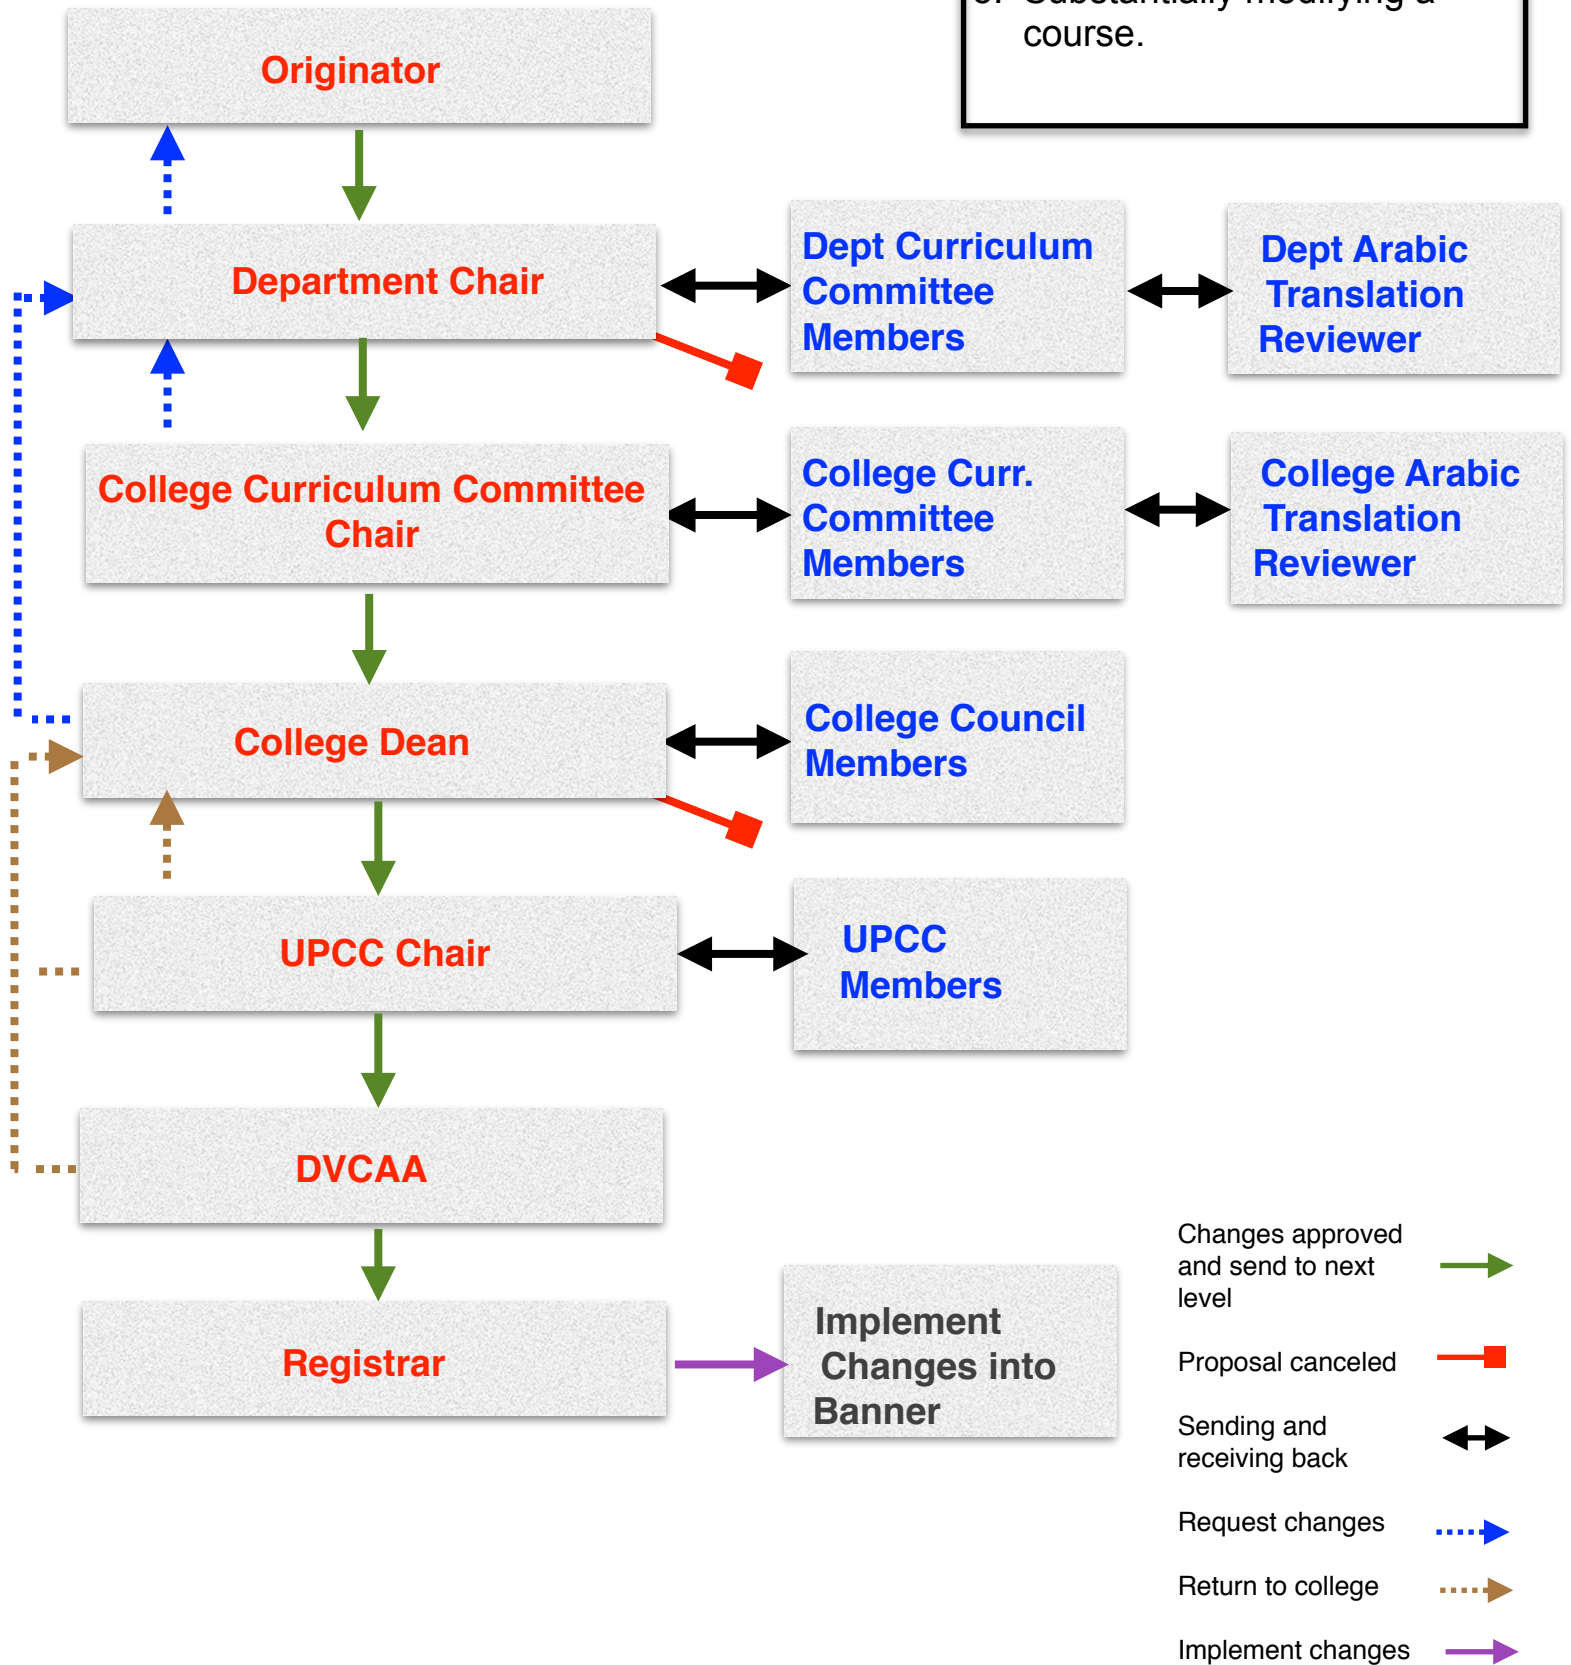 Substantially modifying a
course.
Originator
Department Chair
Dept Curriculum
Committee
Members
Dept Arabic
Translation
Reviewer
College Curriculum Committee
Chair
College Curr.
Committee
Members
College Arabic
Translation
Reviewer
College Dean
College Council
Members
UPCC Chair
UPCC
Members
DVCAA
Registrar
Implement
Changes into
Banner
Changes approved
and send to next
level
Proposal canceled
Sending and
receiving back
Request changes
Return to college
Implement changes